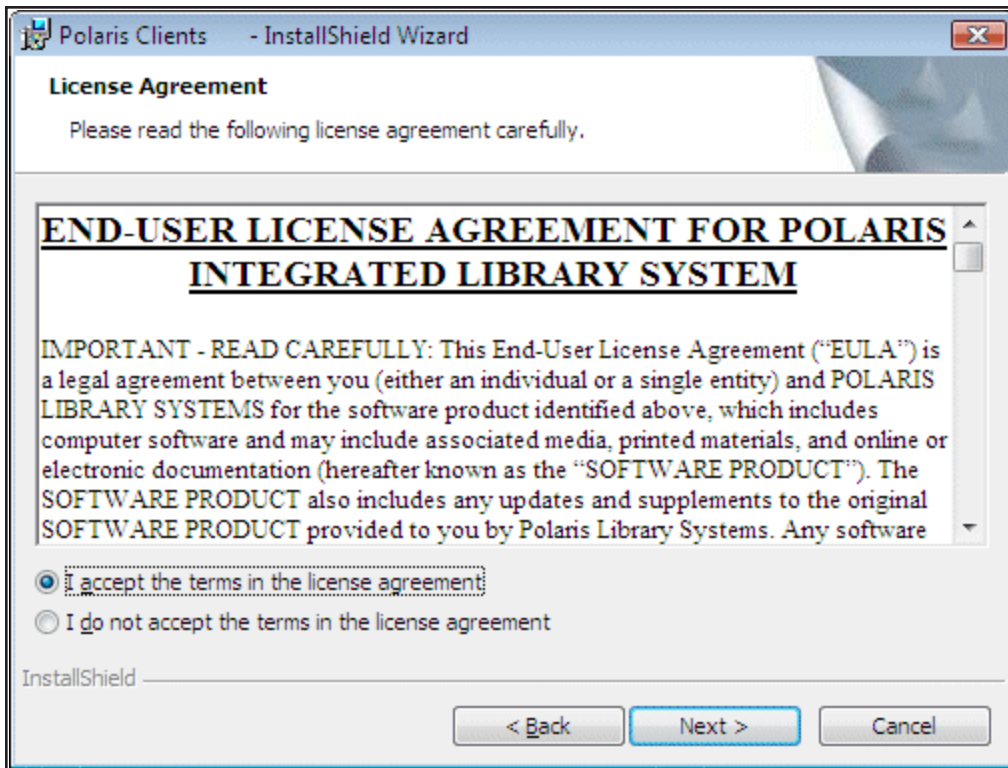 Polaris Clients - InstallShield Wizard
License Agreement
Please read the following license agreement carefully.
END-USER LICENSE AGREEMENT FOR POLARIS
INTEGRATED LIBRARY SYSTEM
IMPORTANT - READ CAREFULLY: This End-User License Agreement (“EULA”) is
a legal agreement between you (either an individual or a single entity) and POLARIS
LIBRARY SYSTEMS for the software product identified above, which includes
computer software and may include associated media, printed materials, and online or
electronic documentation (hereafter known as the “SOFTWARE PRODUCT”). The
SOFTWARE PRODUCT also includes any updates and supplements to the original
SOFTWARE PRODUCT provided to you by Polaris Library Systems. Any software
I accept the terms in the license agreement
I do not accept the terms in the license agreement
InstallShield
< Back
Next >
Cancel